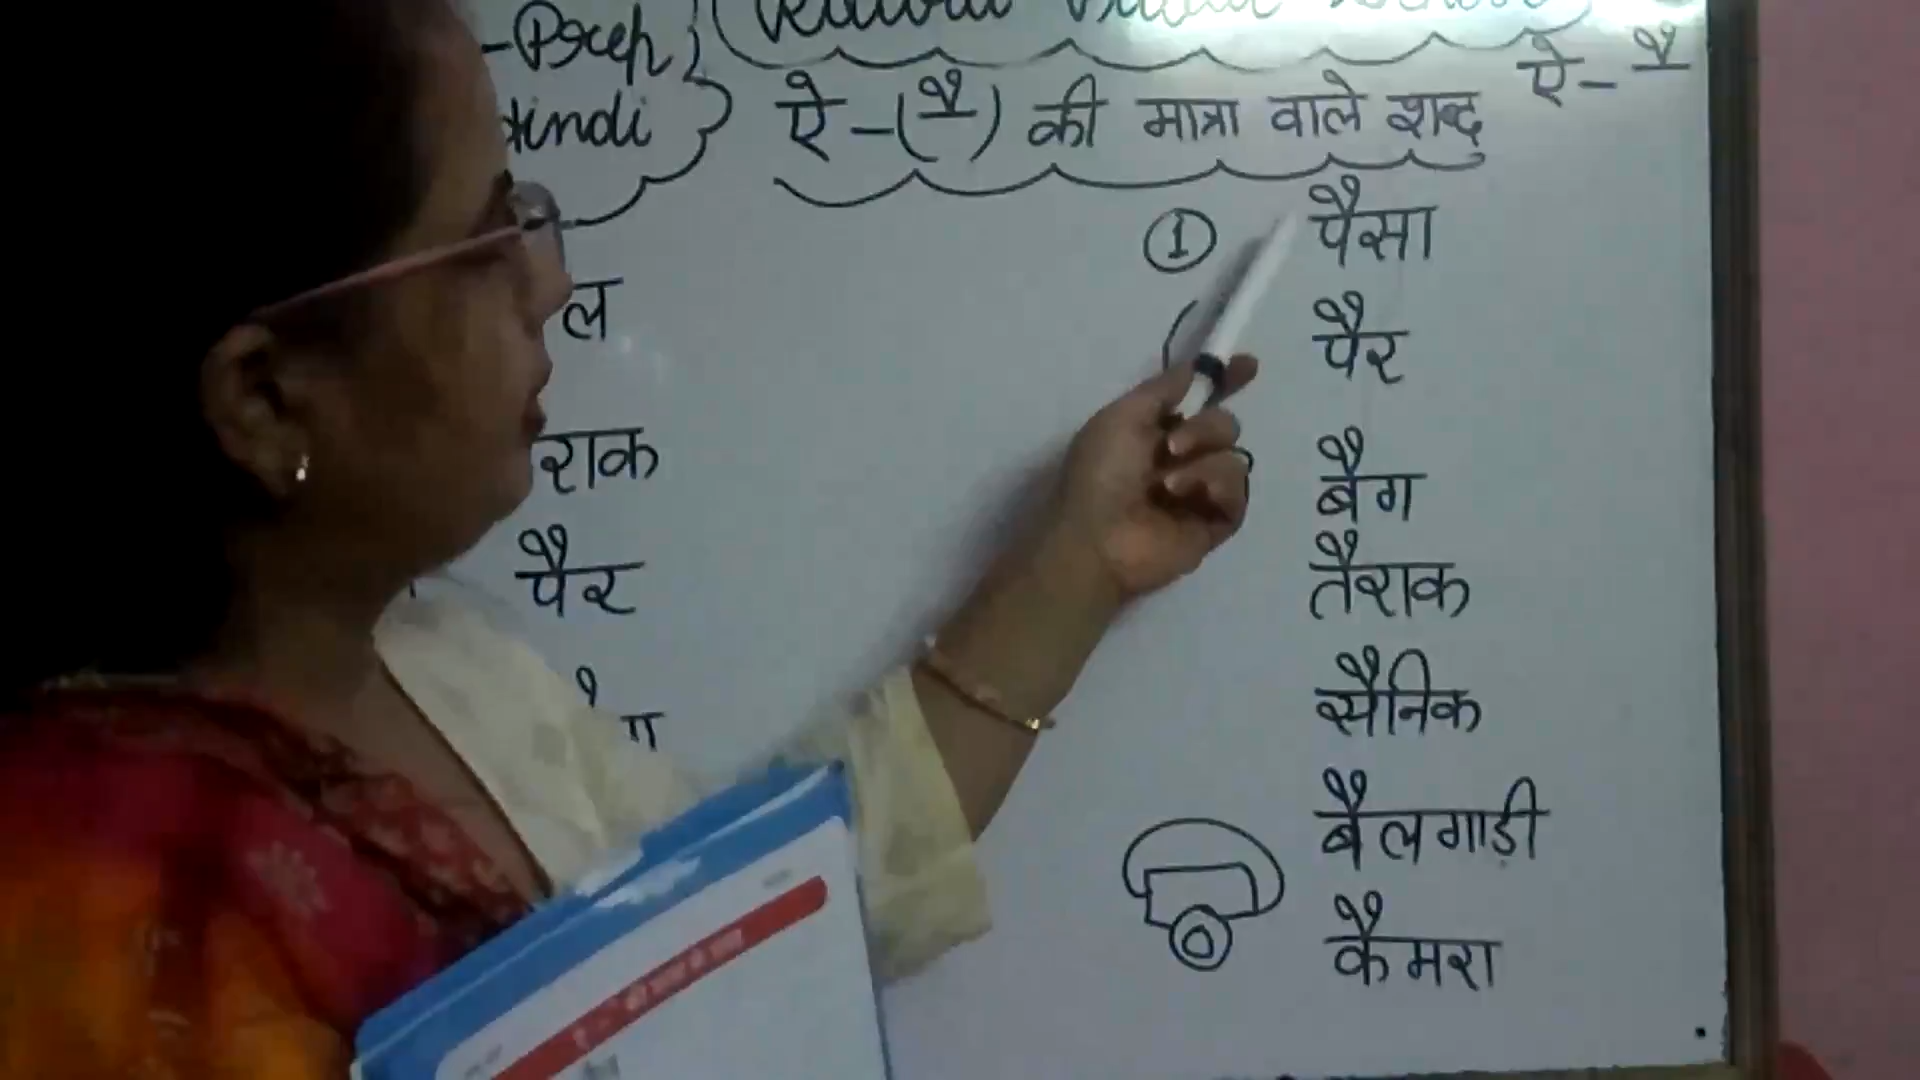 -Prep
Hindi
ऐ-(ै) की मात्रा वाले शब्द
ऐ- ै
ल
राक
पैर
ग
1
पैसा
पैर
बैग
तैराक
सैनिक
बैलगाड़ी
कैमरा